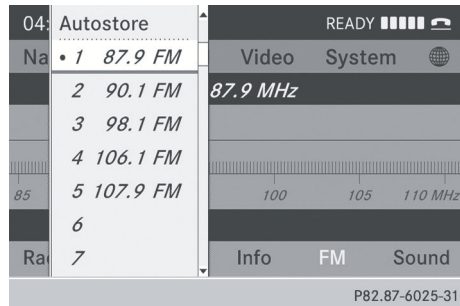 04: Autostore READY
Na • 1 87.9 FM Video System
2 90.1 FM 87.9 MHz
3 98.1 FM
4 106.1 FM
85 5 107.9 FM 100 105 110 MHz
6
Ra 7 Info FM Sound
P82.87-6025-31